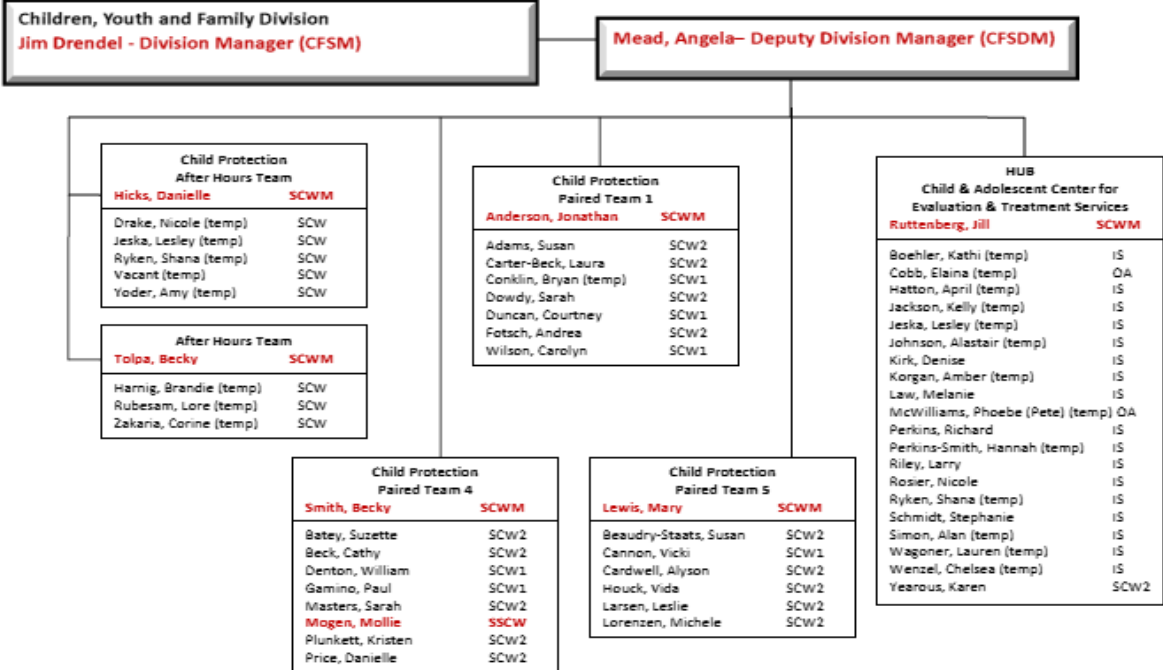 Children, Youth and Family Division
Jim Drendel - Division Manager (CFSM)
Mead, Angela– Deputy Division Manager (CFSDM)
Child Protection
After Hours Team
Hicks, Danielle SCWM
Drake, Nicole (temp) SCW
Jeska, Lesley (temp) SCW
Ryken, Shana (temp) SCW
Vacant (temp) SCW
Yoder, Amy (temp) SCW
After Hours Team
Tolpa, Becky SCWM
Harnig, Brandie (temp) SCW
Rubesam, Lore (temp) SCW
Zakaria, Corine (temp) SCW
Child Protection
Paired Team 1
Anderson, Jonathan SCWM
Adams, Susan SCW2
Carter-Beck, Laura SCW2
Conklin, Bryan (temp) SCW1
Dowdy, Sarah SCW2
Duncan, Courtney SCW1
Fotsch, Andrea SCW2
Wilson, Carolyn SCW1
HUB
Child & Adolescent Center for
Evaluation & Treatment Services
Ruttenberg, Jill SCWM
Boehler, Kathi (temp) IS
Cobb, Elaina (temp) OA
Hatton, April (temp) IS
Jackson, Kelly (temp) IS
Jeska, Lesley (temp) IS
Johnson, Alastair (temp) IS
Kirk, Denise IS
Korgan, Amber (temp) IS
Law, Melanie IS
McWilliams, Phoebe (Pete) (temp) OA
Perkins, Richard IS
Perkins-Smith, Hannah (temp) IS
Riley, Larry IS
Rosier, Nicole IS
Ryken, Shana (temp) IS
Schmidt, Stephanie IS
Simon, Alan (temp) IS
Wagoner, Lauren (temp) IS
Wenzel, Chelsea (temp) IS
Yearous, Karen SCW2
Child Protection
Paired Team 4
Smith, Becky SCWM
Batey, Suzette SCW2
Beck, Cathy SCW2
Denton, William SCW1
Gamino, Paul SCW1
Masters, Sarah SCW2
Mogen, Mollie SSCW
Plunkett, Kristen SCW2
Price, Danielle SCW2
Child Protection
Paired Team 5
Lewis, Mary SCWM
Beaudry-Staats, Susan SCW2
Cannon, Vicki SCW1
Cardwell, Alyson SCW2
Houck, Vida SCW2
Larsen, Leslie SCW2
Lorenzen, Michele SCW2